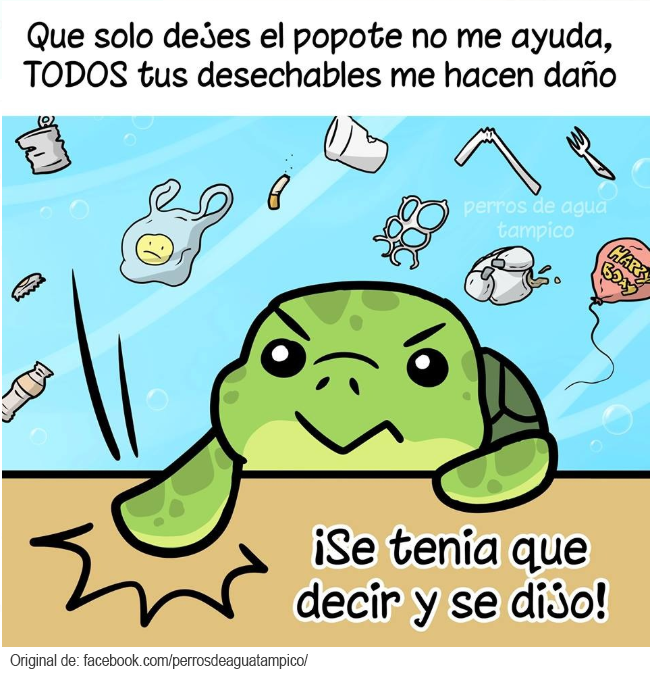 Que solo dejes el popote no me ayuda,
TODOS tus desechables me hacen daño
perros de agua
tampico
HAPPY
B-DAY
¡Se tenia que
decir y se dijo!
Original de: facebook.com/perrosdeaguatampico/